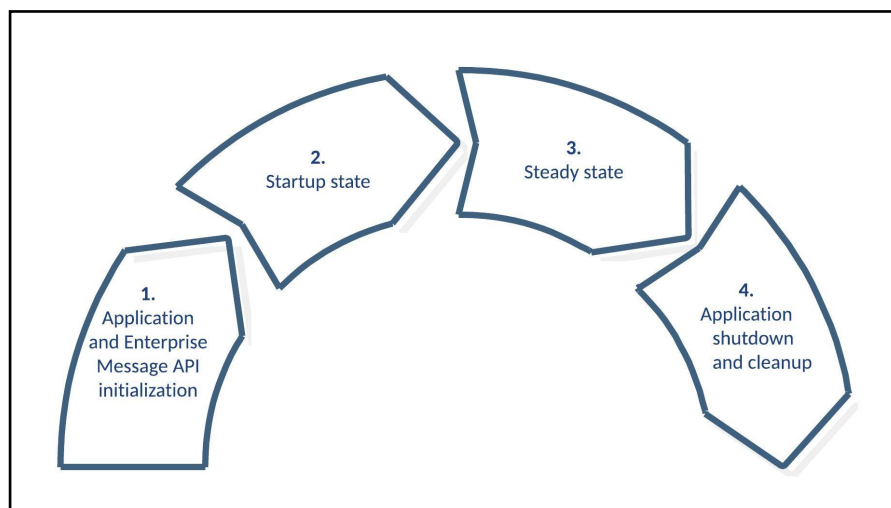 1.
Application
and Enterprise
Message API
initialization
2.
Startup state
3.
Steady state
4.
Application
shutdown
and cleanup